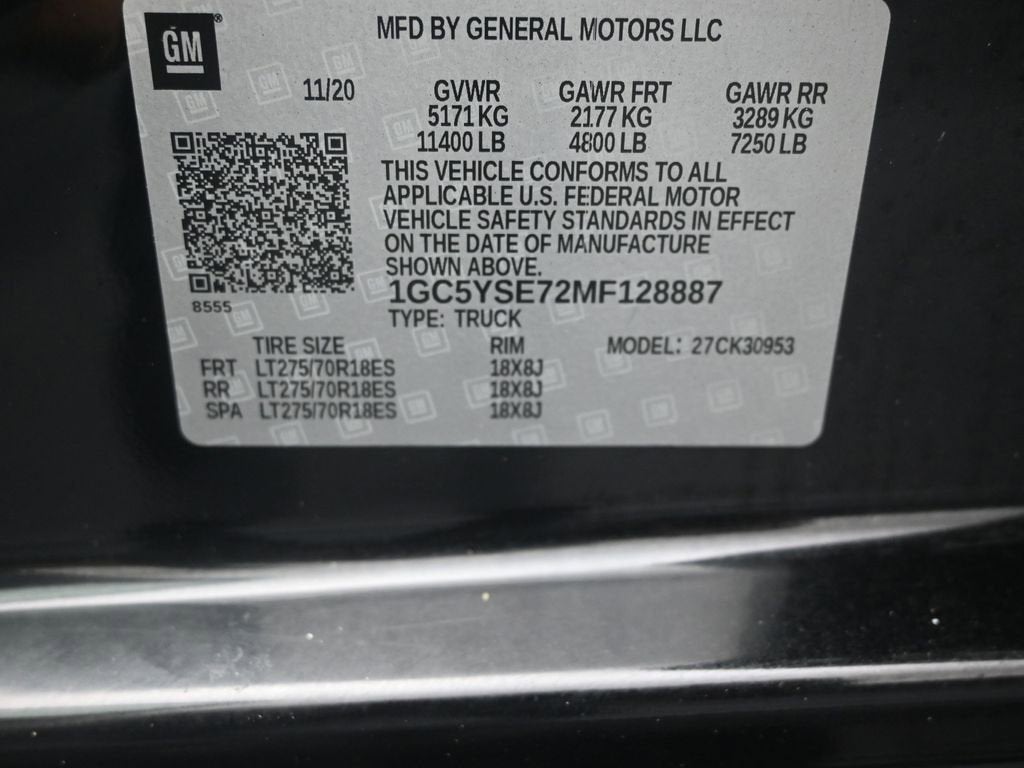 GM®
MFD BY GENERAL MOTORS LLC
11/20 GVWR GAWR FRT GAWR RR
5171 KG 2177 KG 3289 KG
11400 LB 4800 LB 7250 LB
THIS VEHICLE CONFORMS TO ALL
APPLICABLE U.S. FEDERAL MOTOR
VEHICLE SAFETY STANDARDS IN EFFECT
ON THE DATE OF MANUFACTURE
SHOWN ABOVE.
8555
1GC5YSE72MF128887
TYPE: TRUCK
TIRE SIZE RIM MODEL: 27CK30953
FRT LT275/70R18ES 18X8J
RR LT275/70R18ES 18X8J
SPA LT275/70R18ES 18X8J